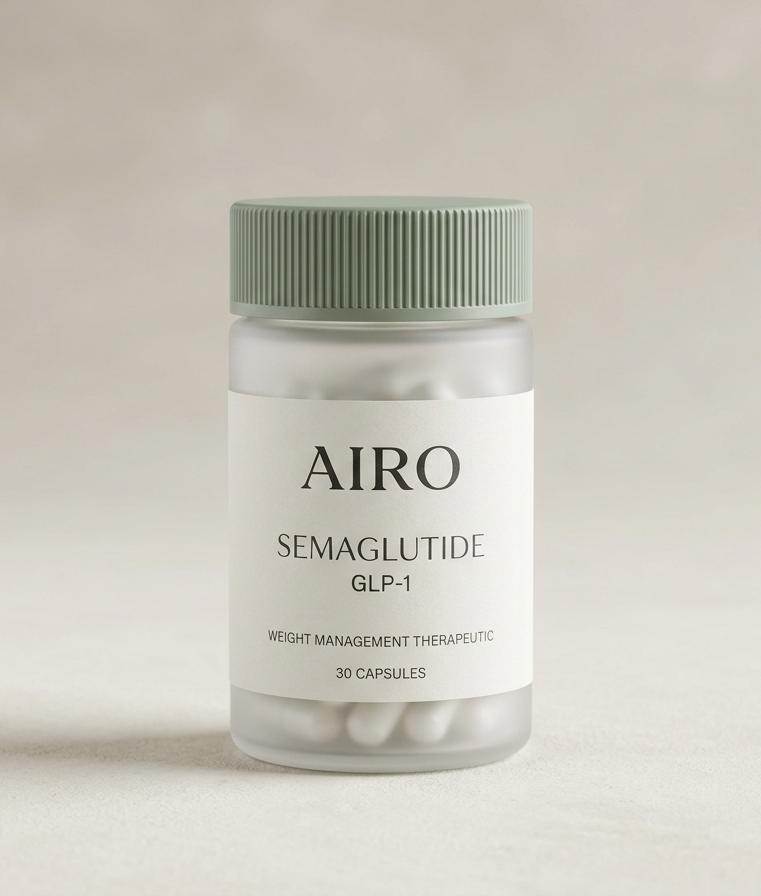 AIRO
SEMAGLUTIDE
GLP-1
WEIGHT MANAGEMENT THERAPEUTIC
30 CAPSULES